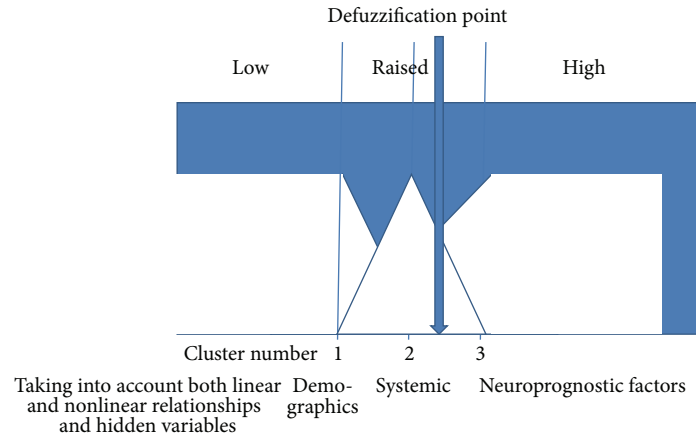 Defuzzification point
Low Raised High
Cluster number 1 2 3
Taking into account both linear
and nonlinear relationships
and hidden variables
Demo-
graphics
Systemic
Neuroprognostic factors